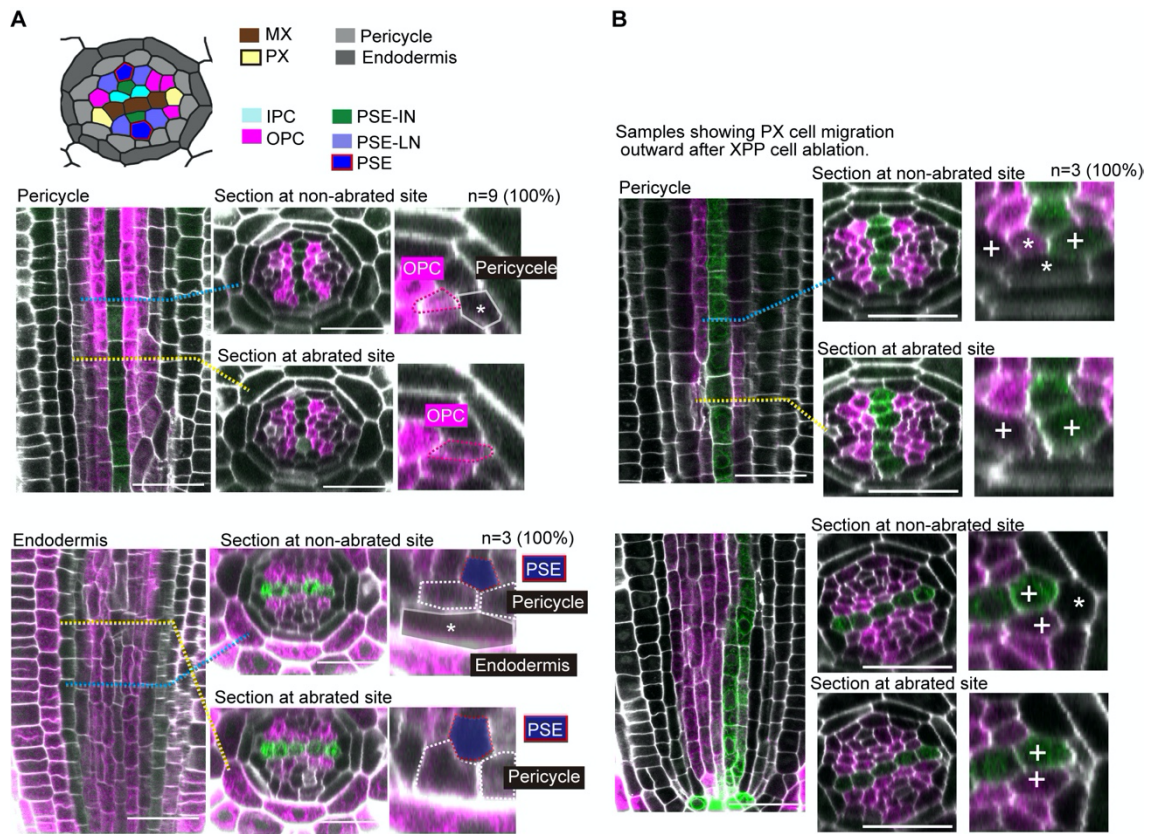 A
MX
PX
Pericycle
Endodermis
IPC
OPC
PSE-IN
PSE-LN
PSE
Pericycle
Section at non-abrated site
n=9 (100%)
OPC
Pericycele
*
Section at abrated site
OPC
Endodermis
Section at non-abrated site
n=3 (100%)
PSE
Pericycle
*
Endodermis
Section at abrated site
PSE
Pericycle
B
Samples showing PX cell migration
outward after XPP cell ablation.
Pericycle
Section at non-abrated site
n=3 (100%)
+ * +
*
Section at abrated site
+ +
Section at non-abrated site
+ *
+
Section at abrated site
+
+